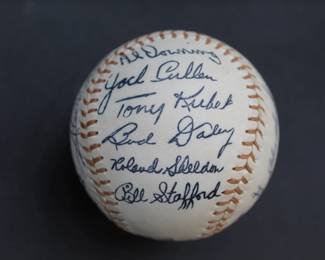 Al Downing
Jack Cullen
Tony Kubek
Bud Daley
Roland Sheldon
Bill Stafford